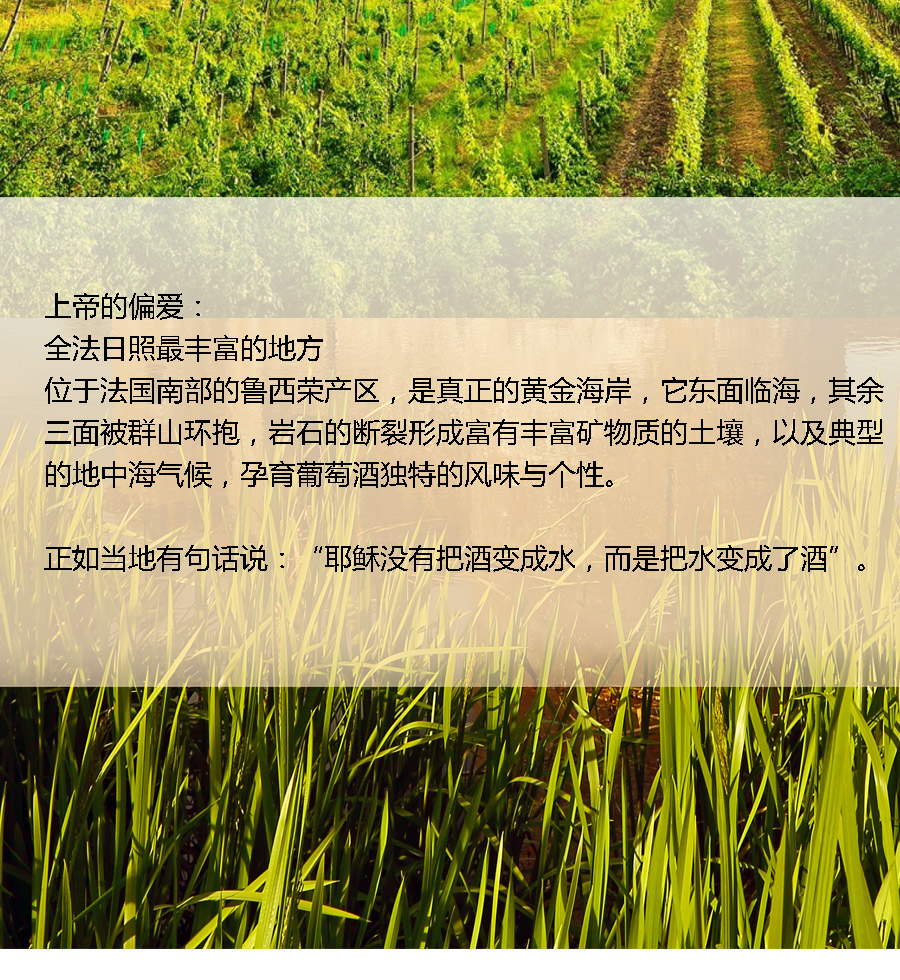 上帝的偏爱：
全法日照最丰富的地方
位于法国南部的鲁西荣产区，是真正的黄金海岸，它东面临海，其余
三面被群山环抱，岩石的断裂形成富有丰富矿物质的土壤，以及典型
的地中海气候，孕育葡萄酒独特的风味与个性。
正如当地有句话说：“耶稣没有把酒变成水，而是把水变成了酒”。